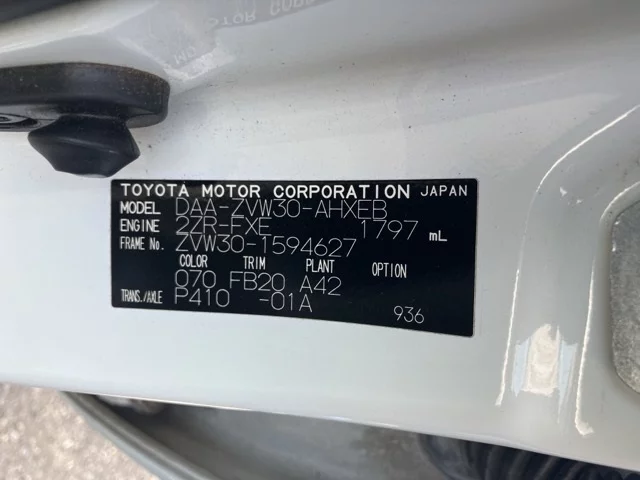 TOYOTA MOTOR CORPORATION JAPAN
MODEL DAA-ZVW30-AHXEB
ENGINE 2ZR-FXE 1797 mL
FRAME No. ZVW30-1594627
COLOR TRIM PLANT OPTION
070 FB20 A42
TRANS./AXLE P410 -01A
936